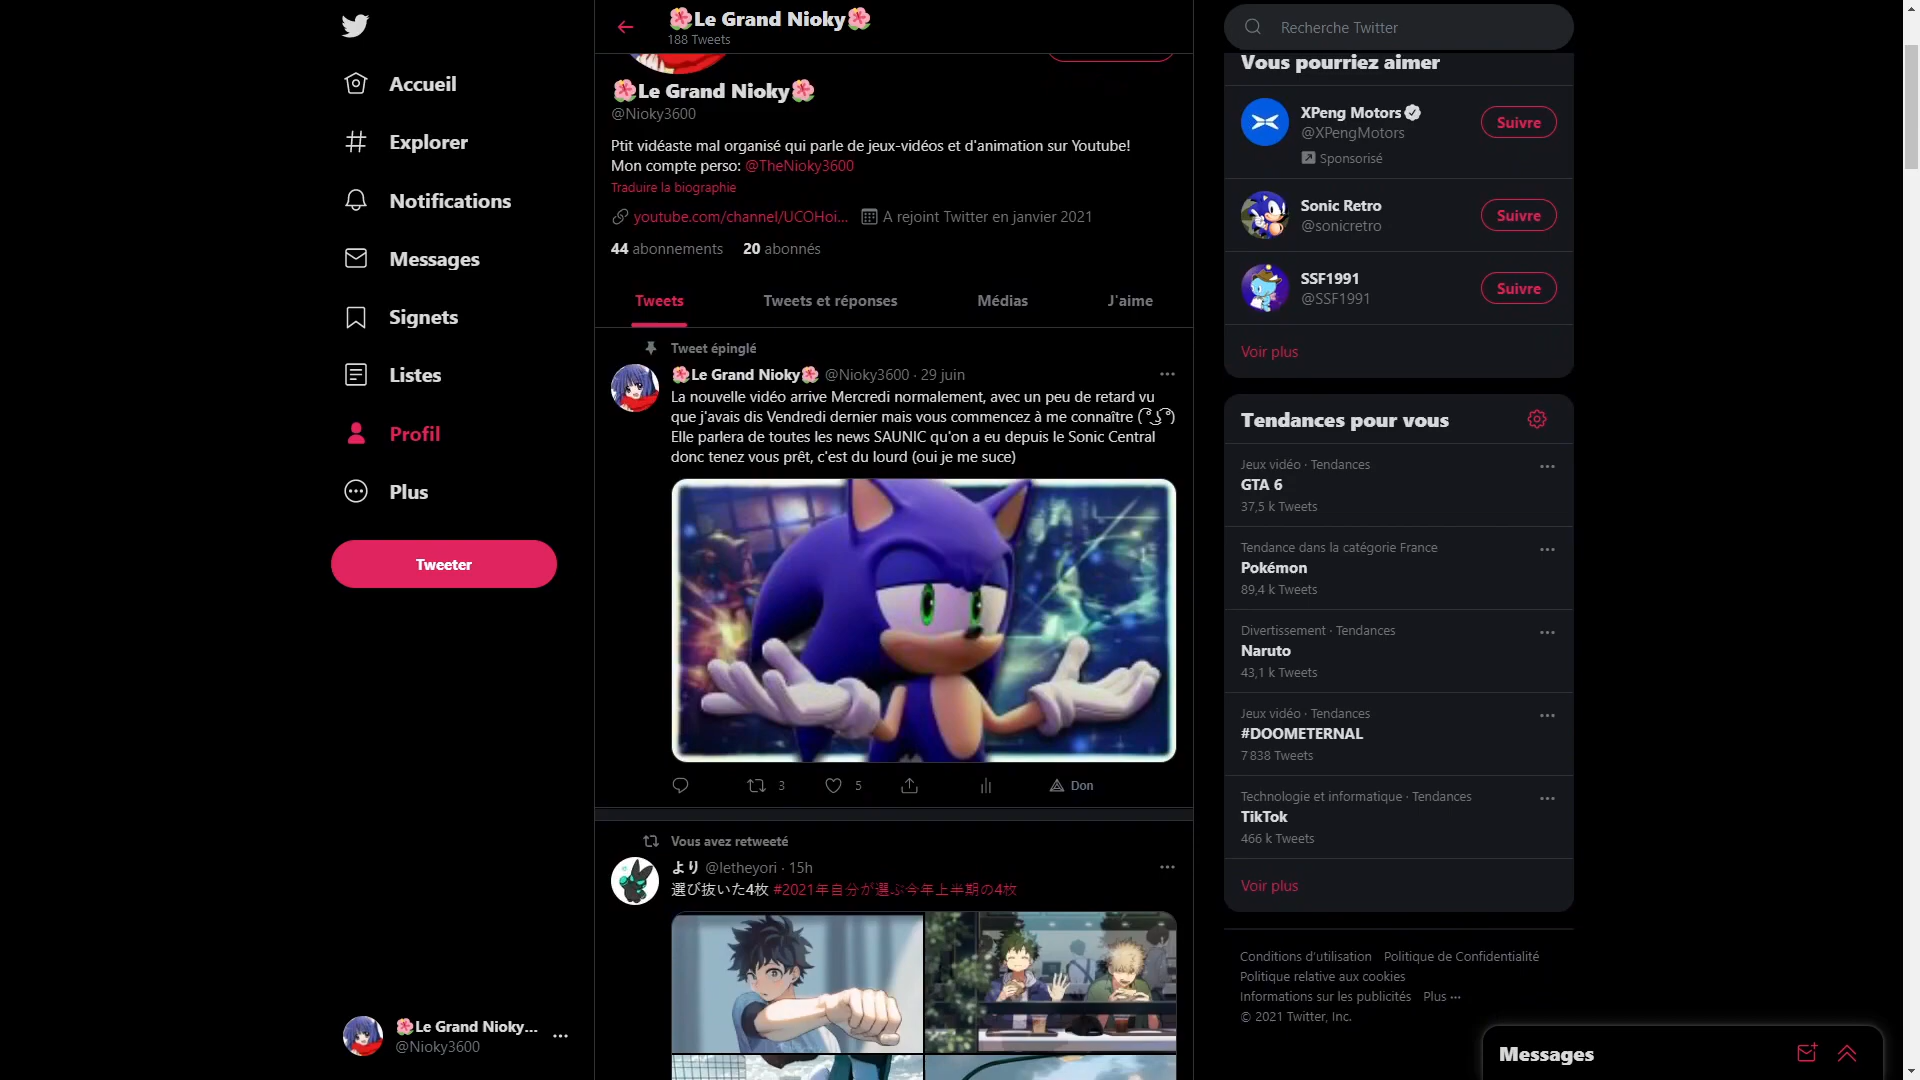 Accueil
Explorer
Notifications
Messages
Signets
Listes
Profil
Plus
Tweeter
🌺Le Grand Nioky...
@Nioky3600
🌺Le Grand Nioky🌺
188 Tweets
🌺Le Grand Nioky🌺
@Nioky3600
Ptit vidéaste mal organisé qui parle de jeux-vidéos et d'animation sur Youtube!
Mon compte perso: @TheNioky3600
Traduire la biographie
youtube.com/channel/UCOHoi... A rejoint Twitter en janvier 2021
44 abonnements 20 abonnés
Tweets Tweets et réponses Médias J'aime
Tweet épinglé
🌺Le Grand Nioky🌺 @Nioky3600 · 29 juin
La nouvelle vidéo arrive Mercredi normalement, avec un peu de retard vu
que j'avais dis Vendredi dernier mais vous commencez à me connaître ( ͡° ͜ʖ ͡°)
Elle parlera de toutes les news SAUNIC qu'on a eu depuis le Sonic Central
donc tenez vous prêt, c'est du lourd (oui je me suce)
3 5 Don
Vous avez retweeté
より @letheyori · 15h
選び抜いた4枚 #2021年自分が選ぶ今年上半期の4枚
Recherche Twitter
Vous pourriez aimer
XPeng Motors
@XPengMotors
Suivre
Sponsorisé
Sonic Retro
@sonicretro
Suivre
SSF1991
@SSF1991
Suivre
Voir plus
Tendances pour vous
Jeux vidéo · Tendances
GTA 6
37,5 k Tweets
Tendance dans la catégorie France
Pokémon
89,4 k Tweets
Divertissement · Tendances
Naruto
43,1 k Tweets
Jeux vidéo · Tendances
#DOOMETERNAL
7 838 Tweets
Technologie et informatique · Tendances
TikTok
466 k Tweets
Voir plus
Conditions d'utilisation Politique de Confidentialité
Politique relative aux cookies
Informations sur les publicités Plus ···
© 2021 Twitter, Inc.
Messages